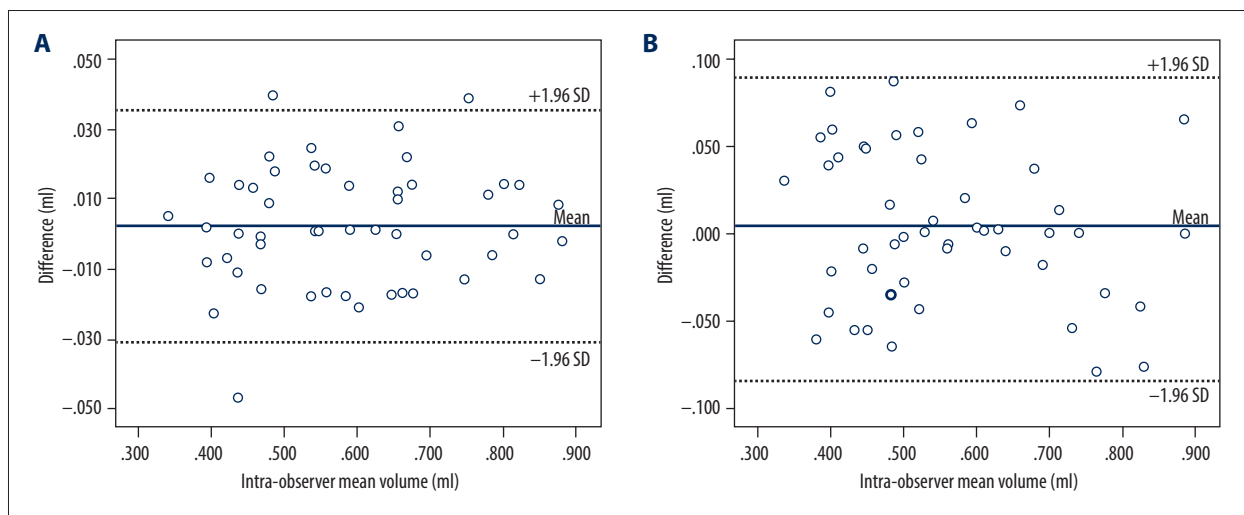 A
.050
.030
.010
−.010
−.030
−.050
Difference (ml)
+1.96 SD
Mean
−1.96 SD
.300 .400 .500 .600 .700 .800 .900
Intra-observer mean volume (ml)
B
.100
.050
.000
−.050
−.100
Difference (ml)
+1.96 SD
Mean
−1.96 SD
.300 .400 .500 .600 .700 .800 .900
Intra-observer mean volume (ml)